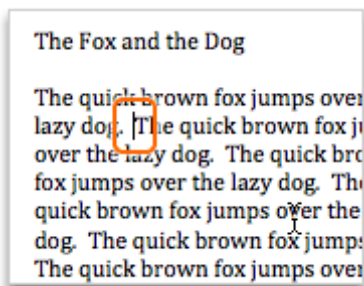 The Fox and the Dog
The quick brown fox jumps over
lazy dog.  The quick brown fox
over the lazy dog.  The quick
fox jumps over the lazy dog.
quick brown fox jumps over the
dog.  The quick brown fox jumps
The quick brown fox jumps over